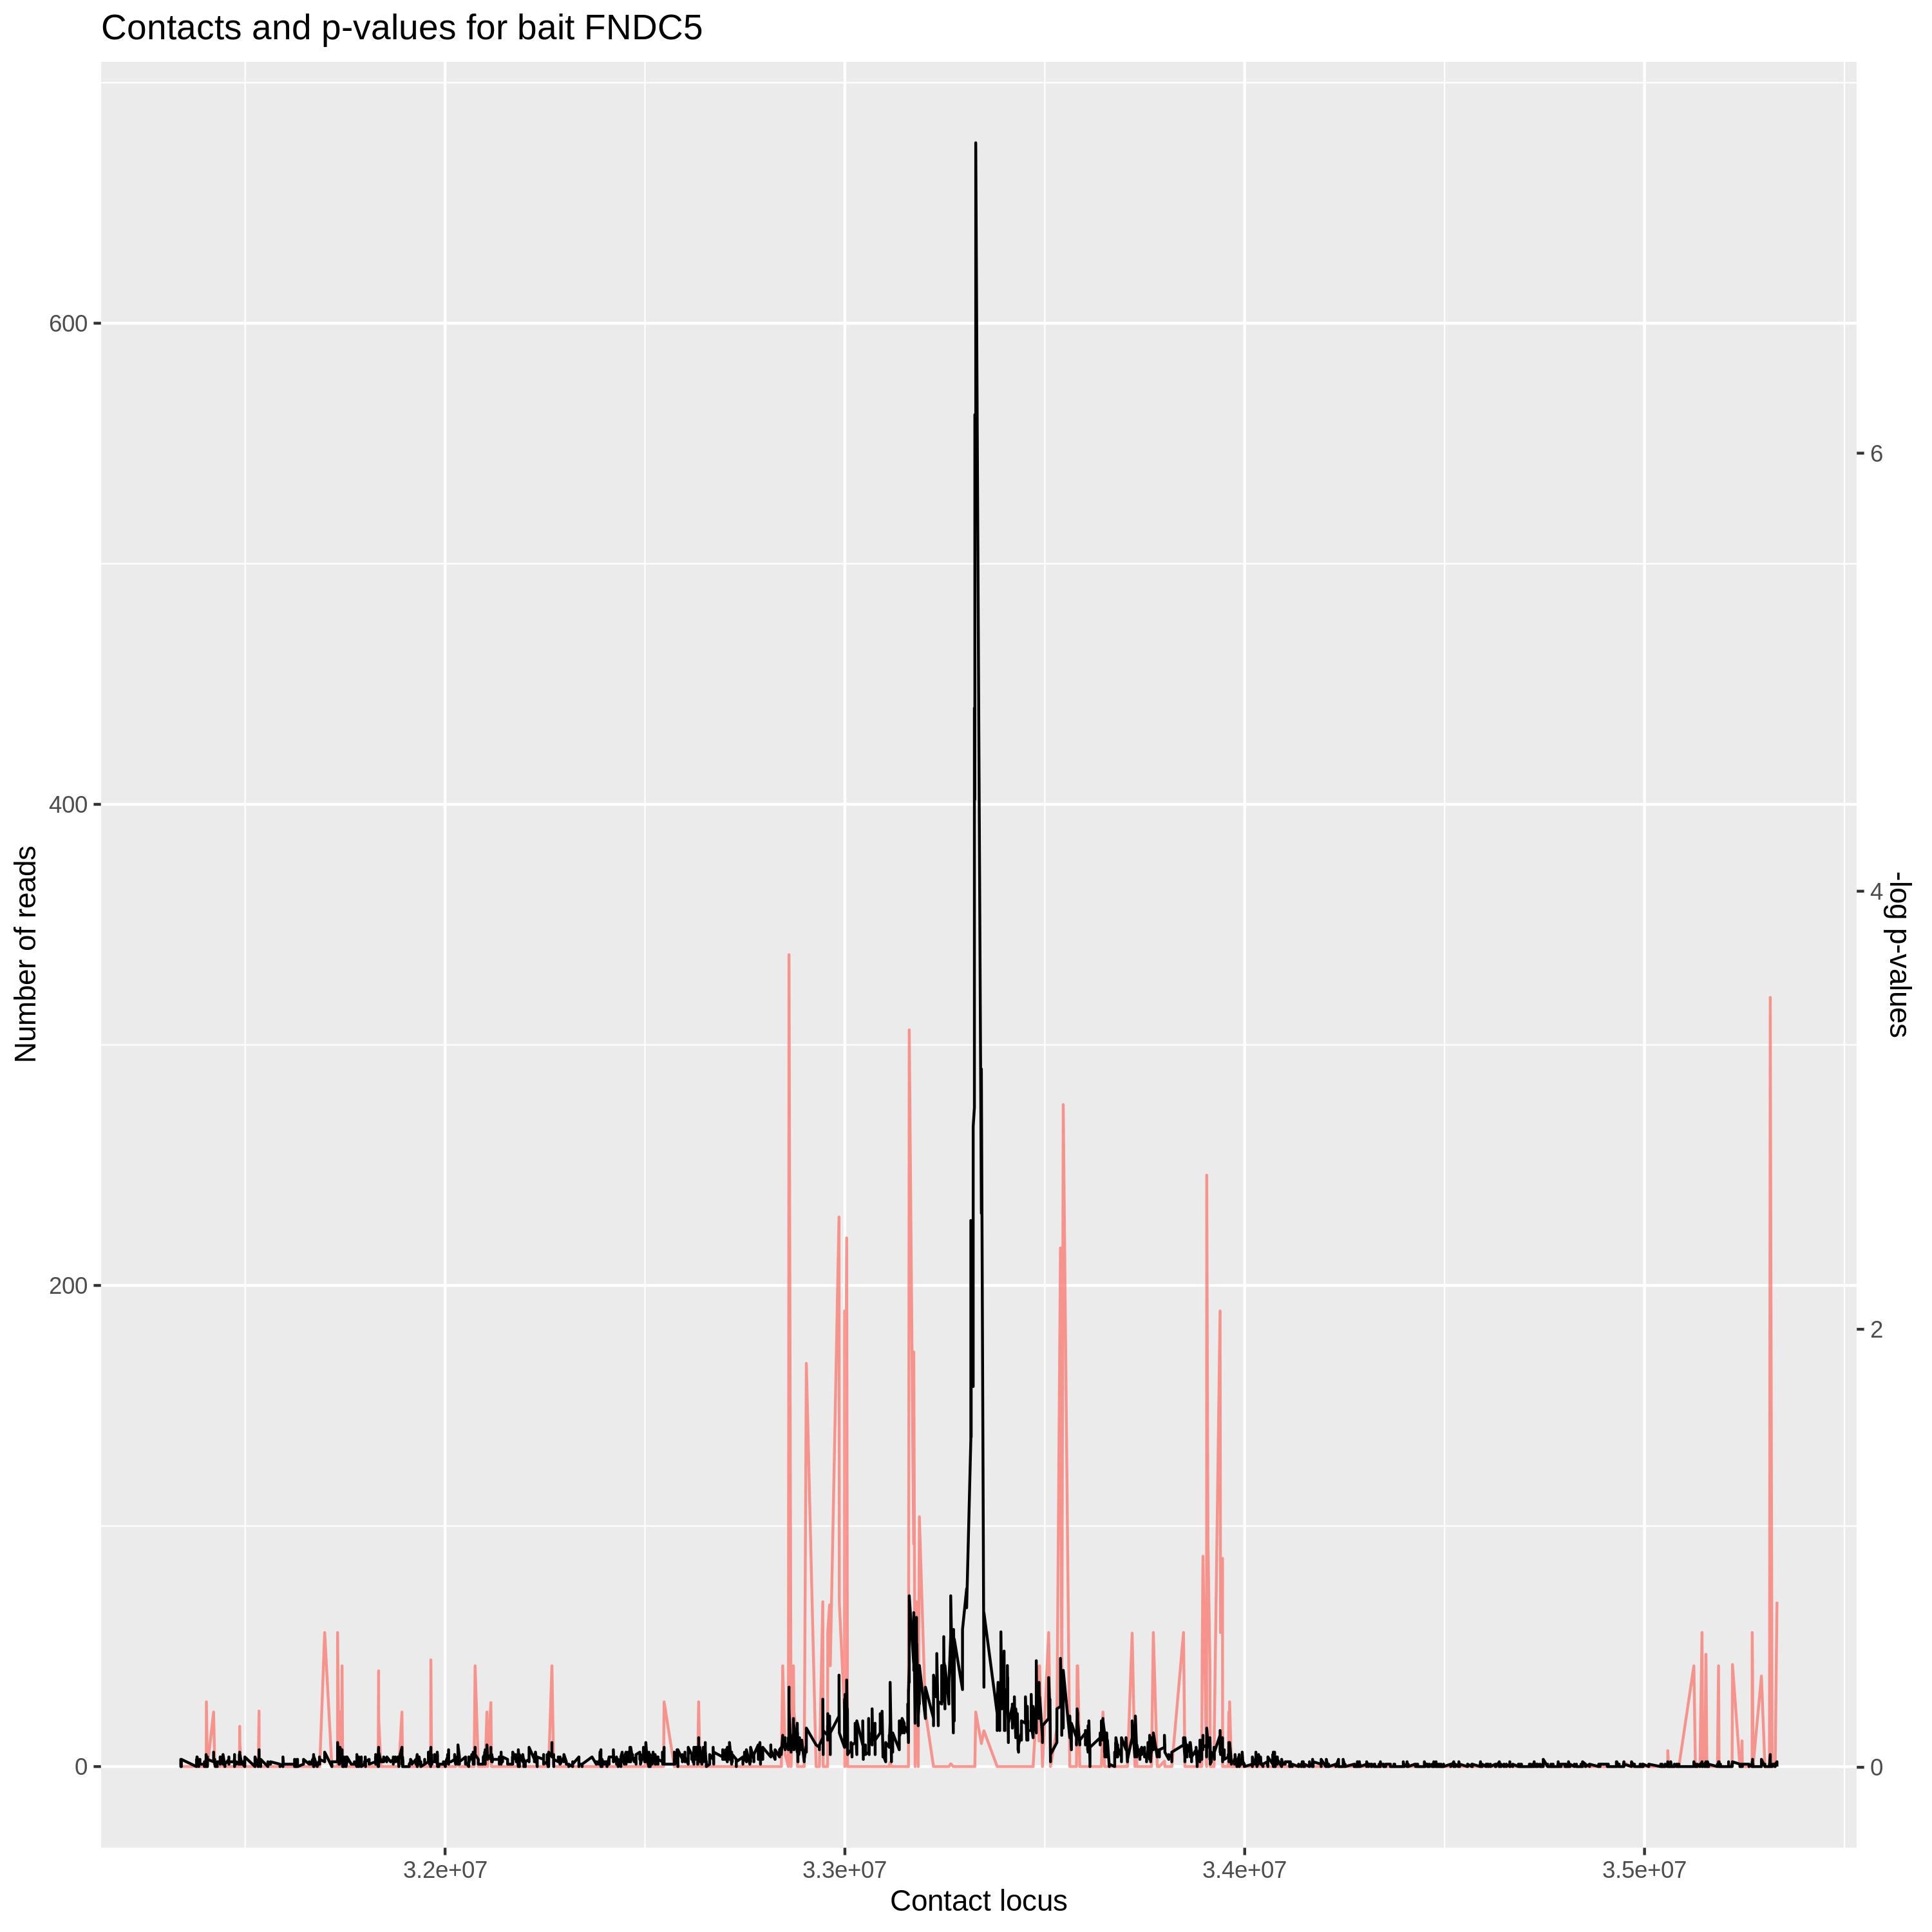 Contacts and p-values for bait FNDC5
600
400
200
0
Number of reads
6
4
2
0
-log p-values
3.2e+07
3.3e+07
3.4e+07
3.5e+07
Contact locus